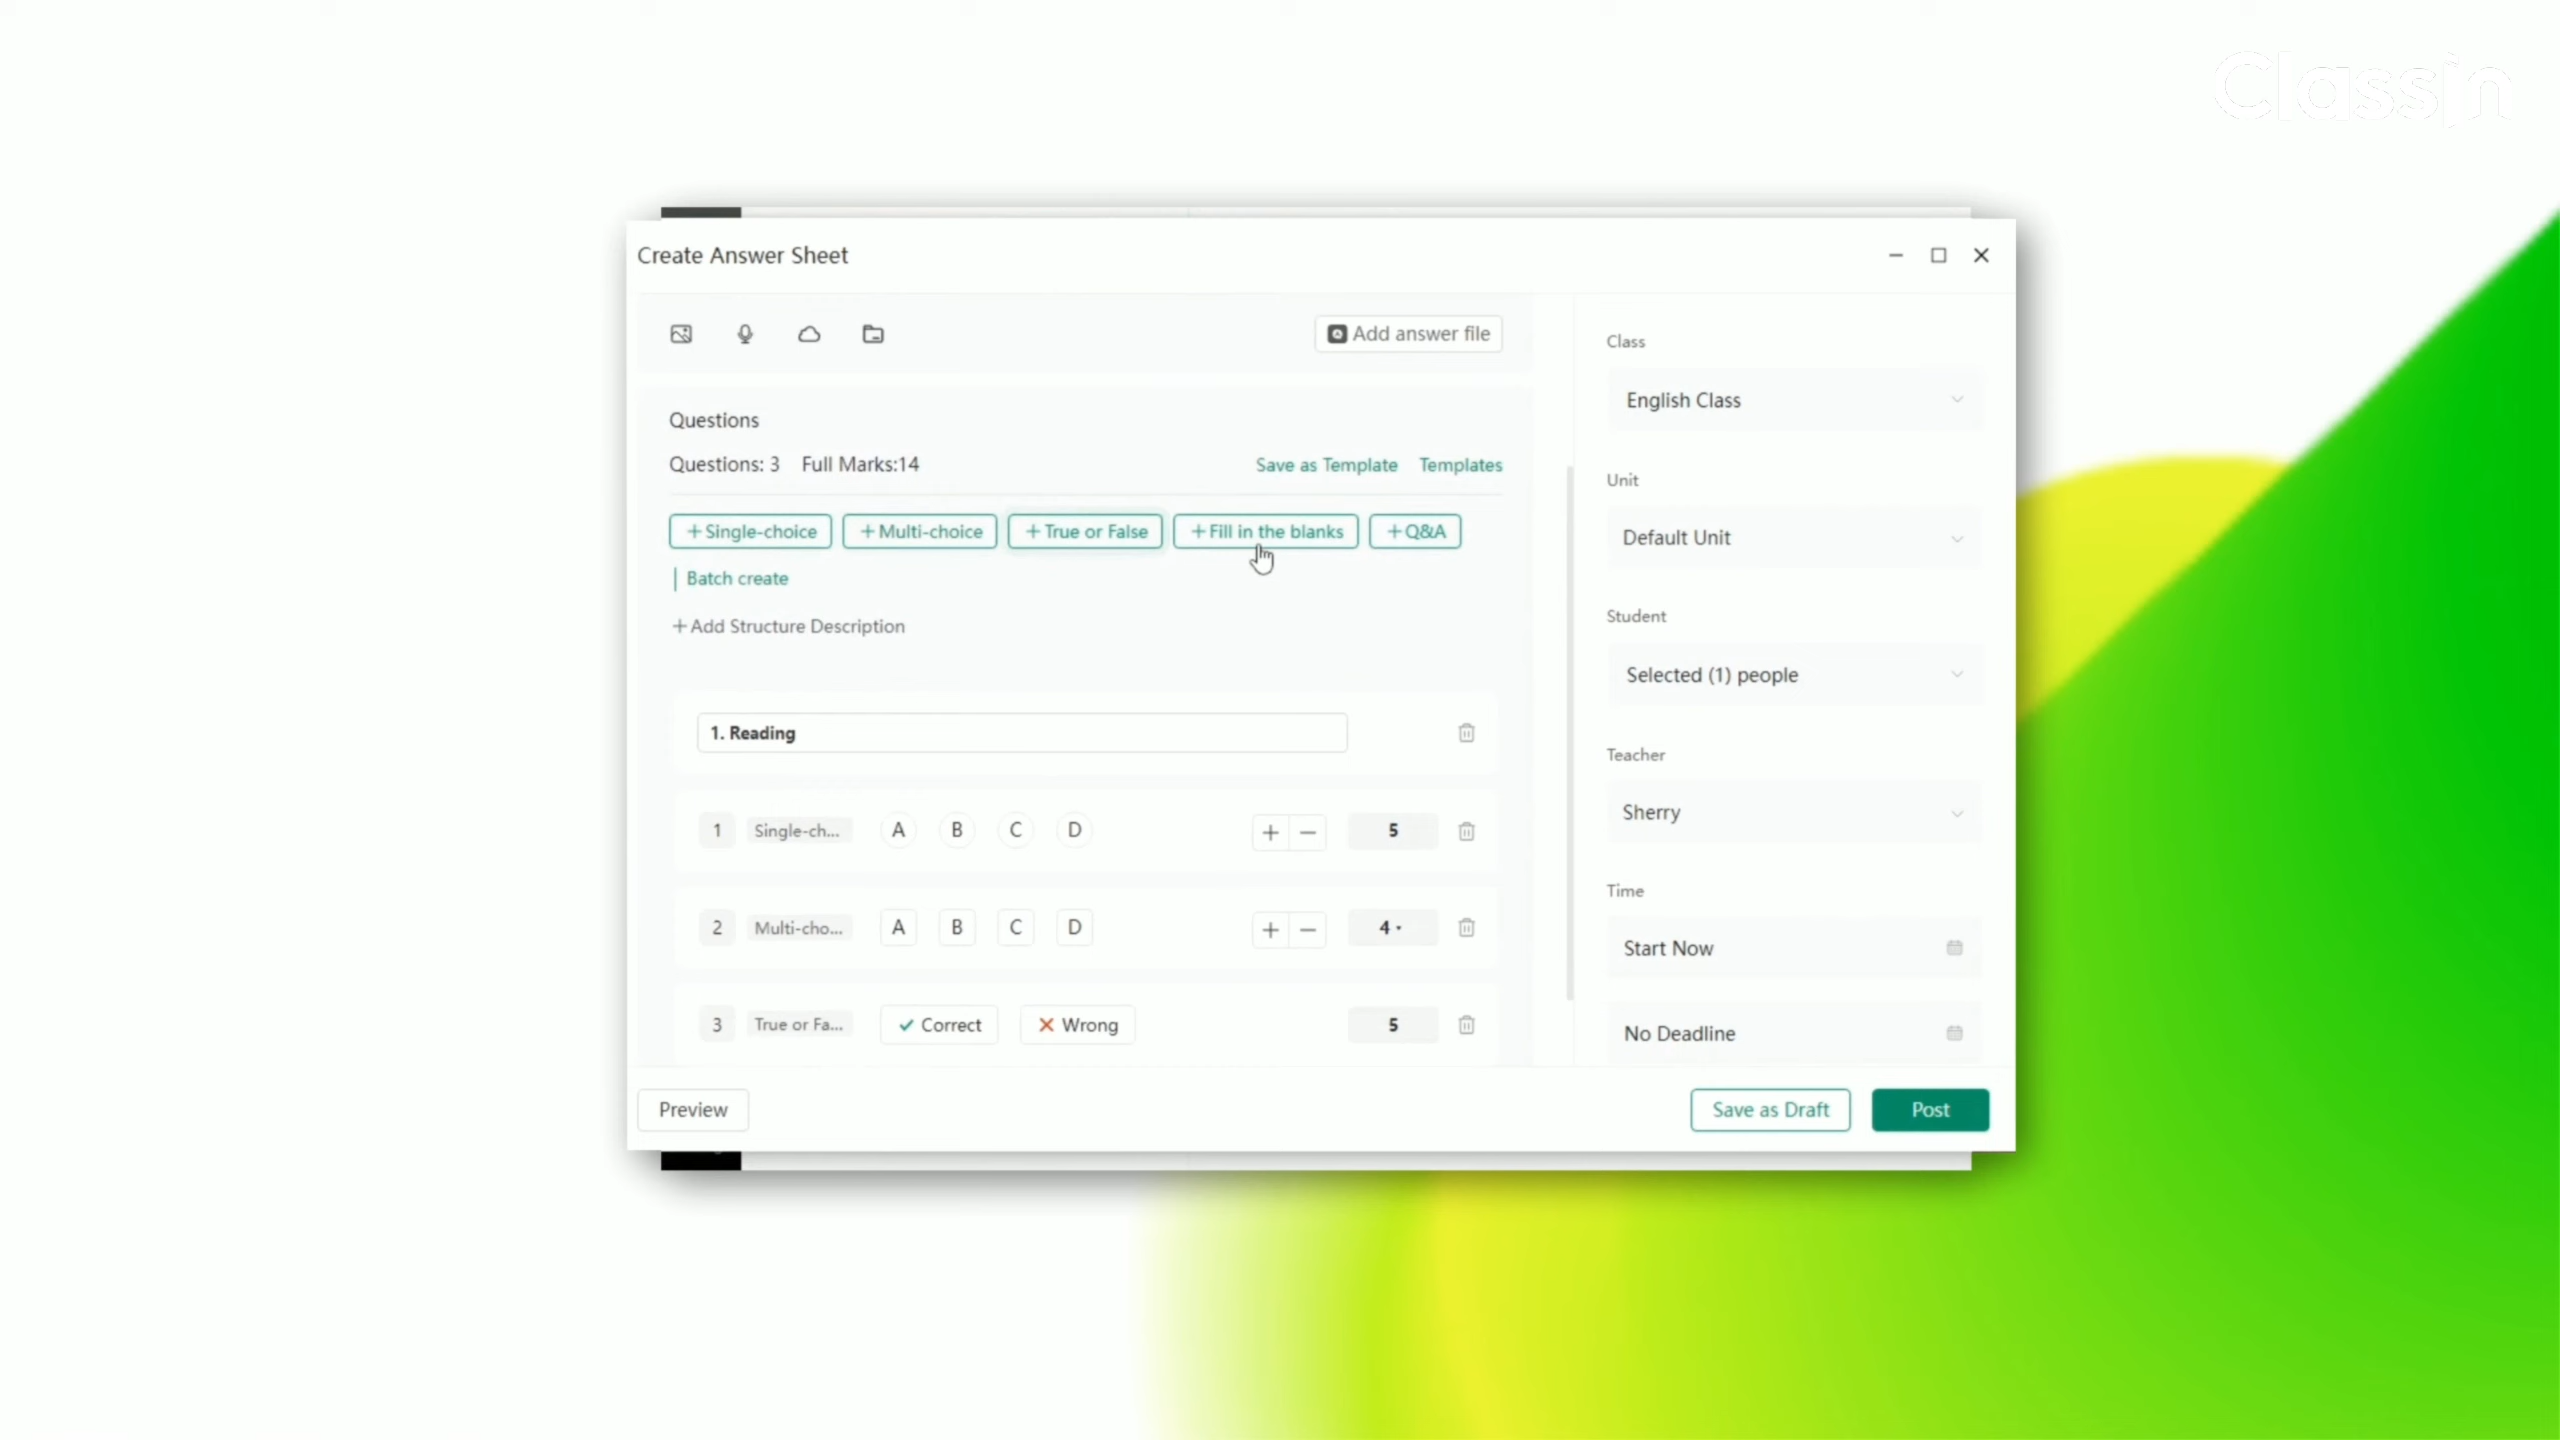 Classin
Create Answer Sheet
Add answer file
Questions
Questions: 3 Full Marks:14 Save as Template Templates
+Single-choice +Multi-choice +True or False +Fill in the blanks +Q&A
Batch create
+Add Structure Description
1. Reading
1 Single-ch... A B C D + − 5
2 Multi-cho... A B C D + − 4
3 True or Fa... Correct Wrong 5
Class
English Class
Unit
Default Unit
Student
Selected (1) people
Teacher
Sherry
Time
Start Now
No Deadline
Preview Save as Draft Post